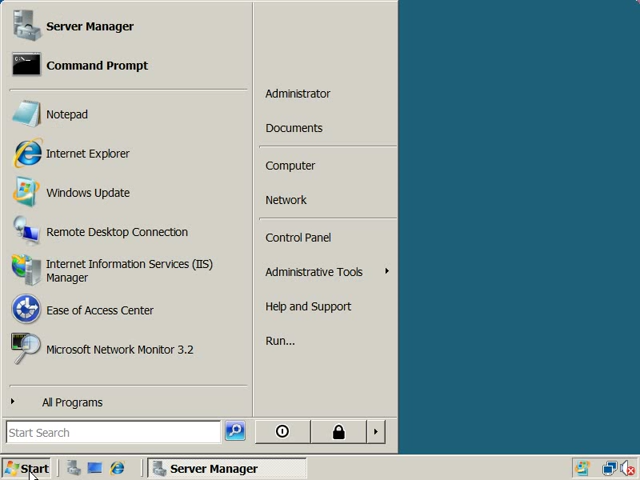 Server Manager
Command Prompt
Notepad
Internet Explorer
Windows Update
Remote Desktop Connection
Internet Information Services (IIS)
Manager
Ease of Access Center
Microsoft Network Monitor 3.2
All Programs
Start Search
Administrator
Documents
Computer
Network
Control Panel
Administrative Tools
Help and Support
Run...
Start
Server Manager